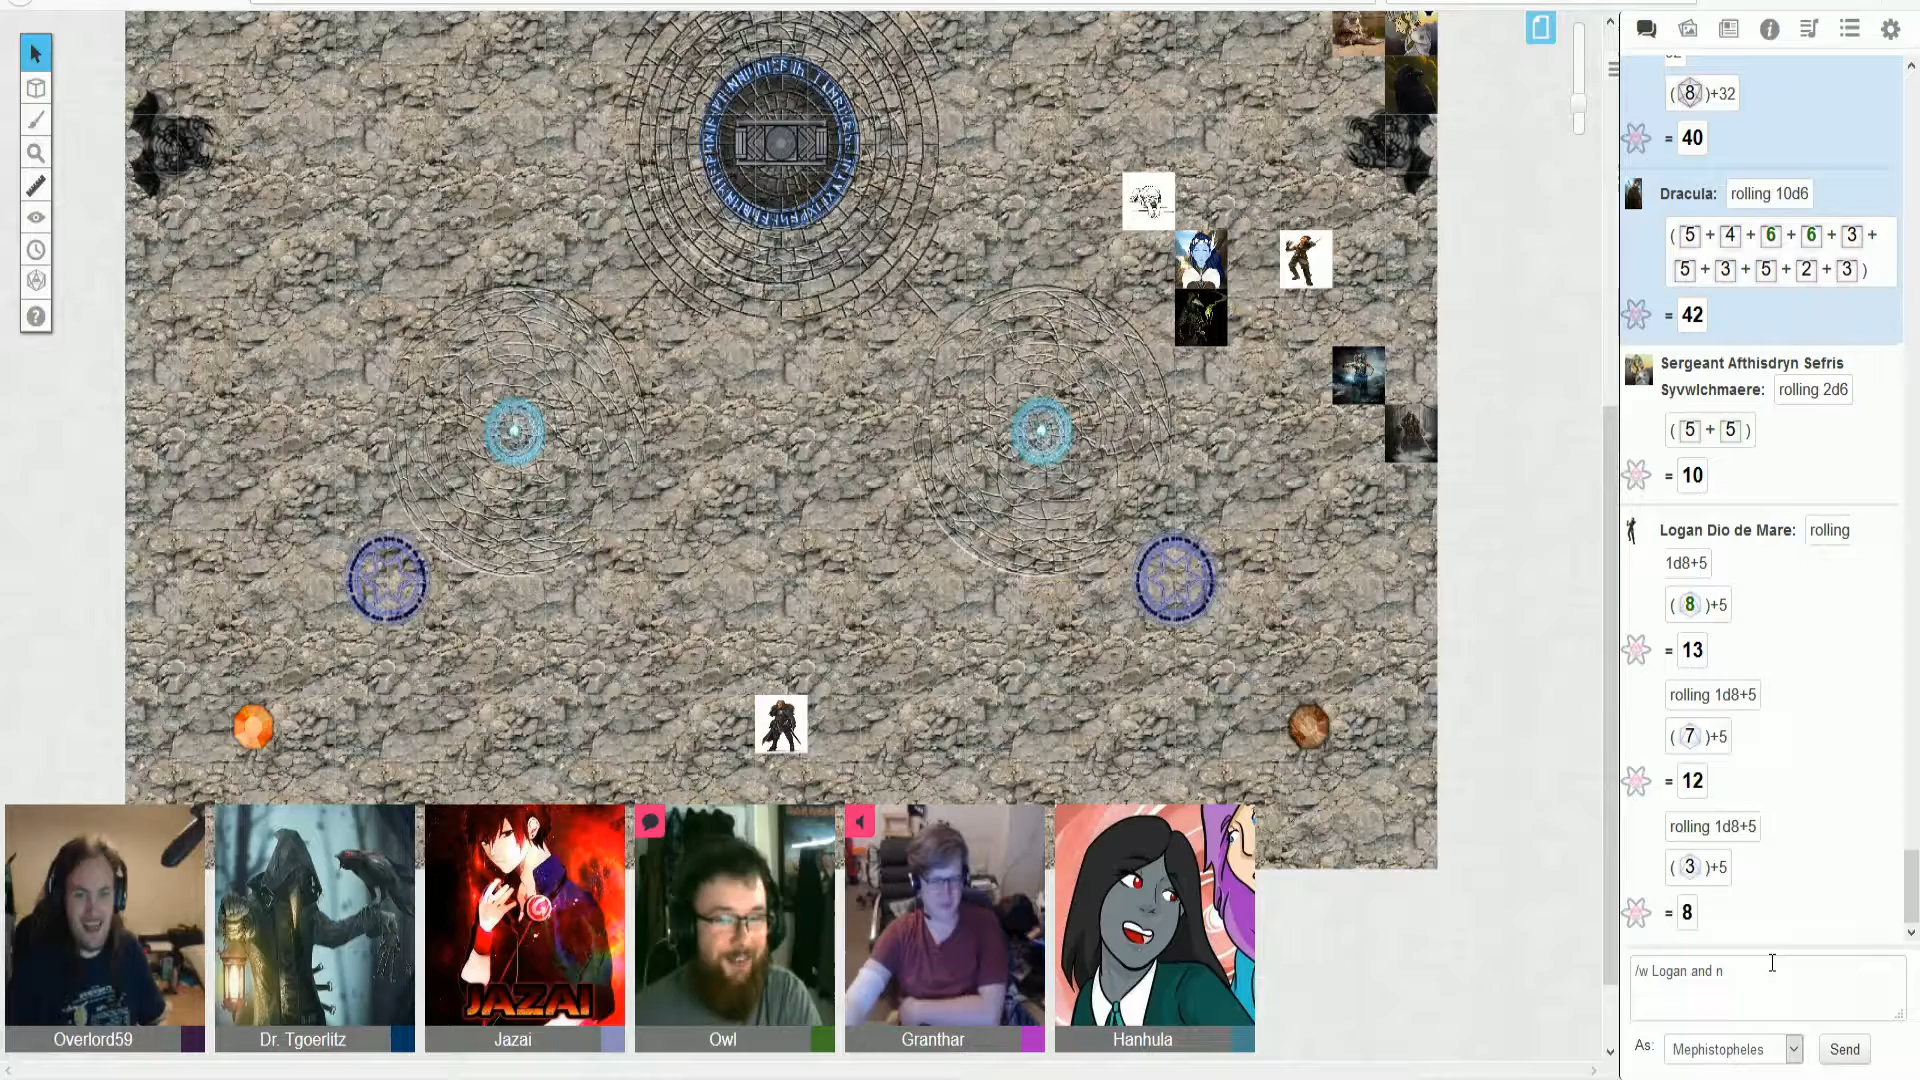 (8)+32
= 40
Dracula: rolling 10d6
(5 + 4 + 6 + 6 + 3 +
5 + 3 + 5 + 2 + 3)
= 42
Sergeant Afthisdryn Sefris
Syvwlchmaere: rolling 2d6
(5 + 5)
= 10
Logan Dio de Mare: rolling
1d8+5
(8)+5
= 13
rolling 1d8+5
(7)+5
= 12
rolling 1d8+5
(3)+5
= 8
/w Logan and n
As: Mephistopheles Send
JAZAI
Overlord59
Dr. Tgoerlitz
Jazai
Owl
Granthar
Hanhula